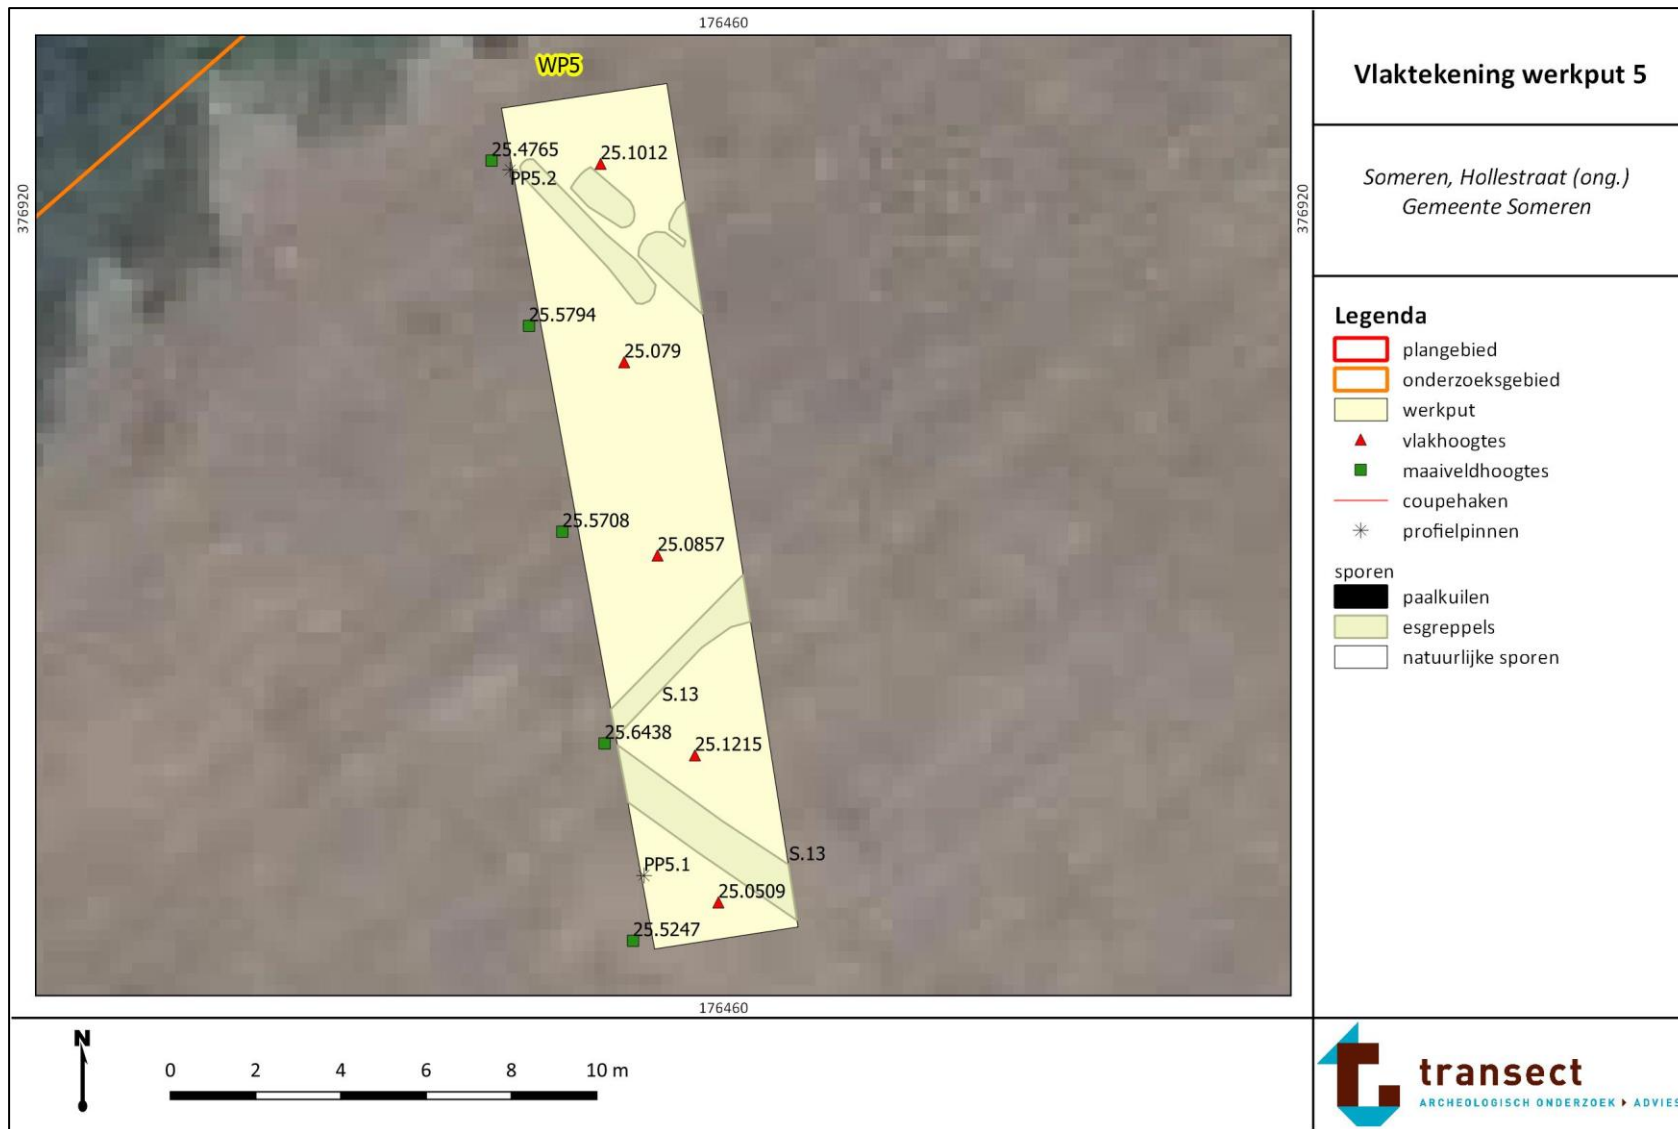 176460
WP5
25.4765
PP5.2
25.1012
376920
376920
25.5794
25.079
25.5708
25.0857
S.13
25.6438
25.1215
S.13
PP5.1
25.0509
25.5247
176460
N
0 2 4 6 8 10 m
Vlaktekening werkput 5
Someren, Hollestraat (ong.)
Gemeente Someren
Legenda
plangebied
onderzoeksgebied
werkput
vlakhoogtes
maaiveldhoogtes
coupehaken
profielpinnen
sporen
paalkuilen
esgreppels
natuurlijke sporen
transect
ARCHEOLOGISCH ONDERZOEK ADVIES